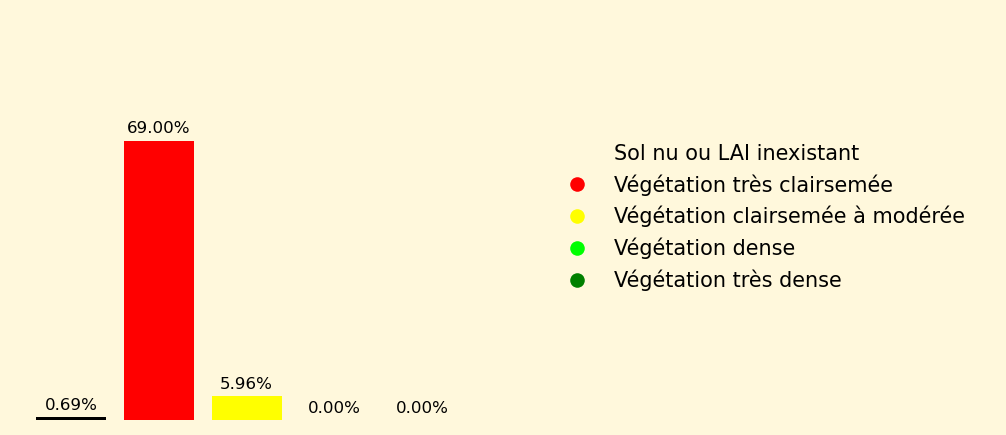 69.00%
Sol nu ou LAI inexistant
Végétation très clairsemée
Végétation clairsemée à modérée
Végétation dense
Végétation très dense
5.96%
0.69%
0.00%
0.00%